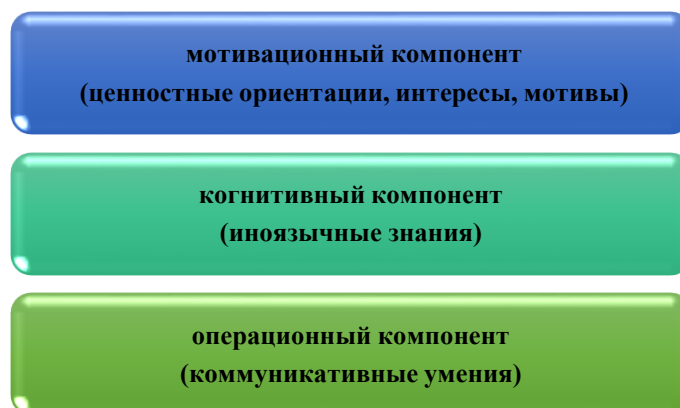 мотивационный компонент
(ценностные ориентации, интересы, мотивы)
когнитивный компонент
(иноязычные знания)
операционный компонент
(коммуникативные умения)